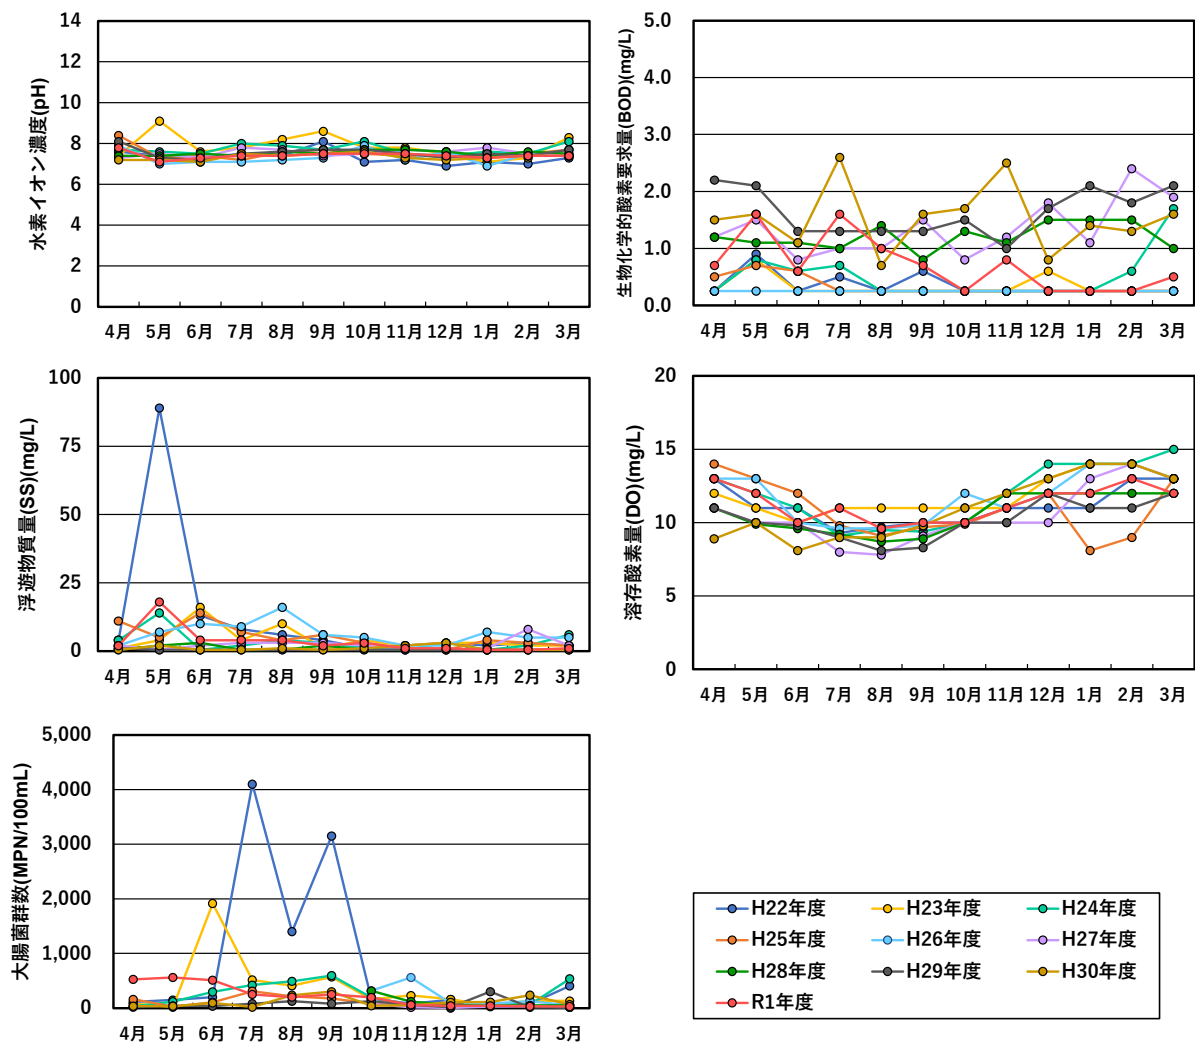 水素イオン濃度(pH)
14
12
10
8
6
4
2
0
4月 5月 6月 7月 8月 9月 10月 11月 12月 1月 2月 3月
生物化学的酸素要求量(BOD)(mg/L)
5.0
4.0
3.0
2.0
1.0
0.0
4月 5月 6月 7月 8月 9月 10月 11月 12月 1月 2月 3月
浮遊物質量(SS)(mg/L)
100
75
50
25
0
4月 5月 6月 7月 8月 9月 10月 11月 12月 1月 2月 3月
溶存酸素量(DO)(mg/L)
20
15
10
5
0
4月 5月 6月 7月 8月 9月 10月 11月 12月 1月 2月 3月
大腸菌群数(MPN/100mL)
5,000
4,000
3,000
2,000
1,000
0
4月 5月 6月 7月 8月 9月 10月 11月 12月 1月 2月 3月
H22年度 H23年度 H24年度
H25年度 H26年度 H27年度
H28年度 H29年度 H30年度
R1年度